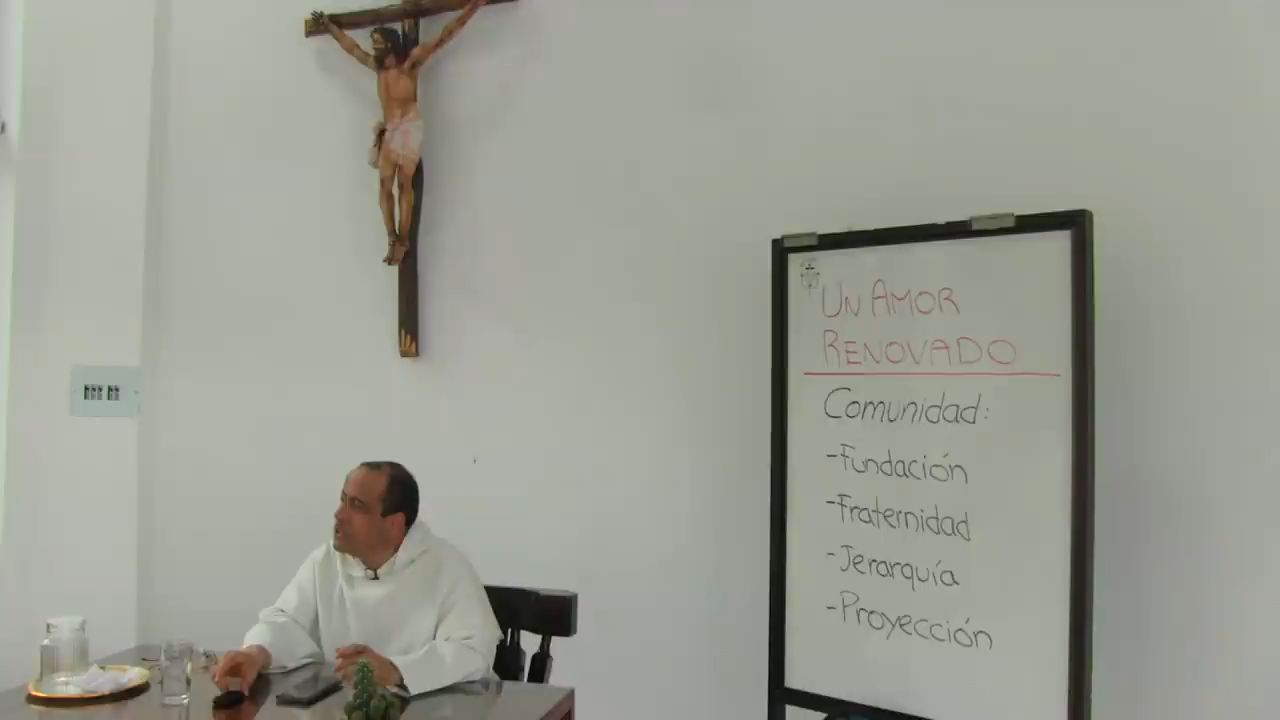 UN AMOR
RENOVADO
Comunidad:
-Fundación
-Fraternidad
-Jerarquía
-Proyección